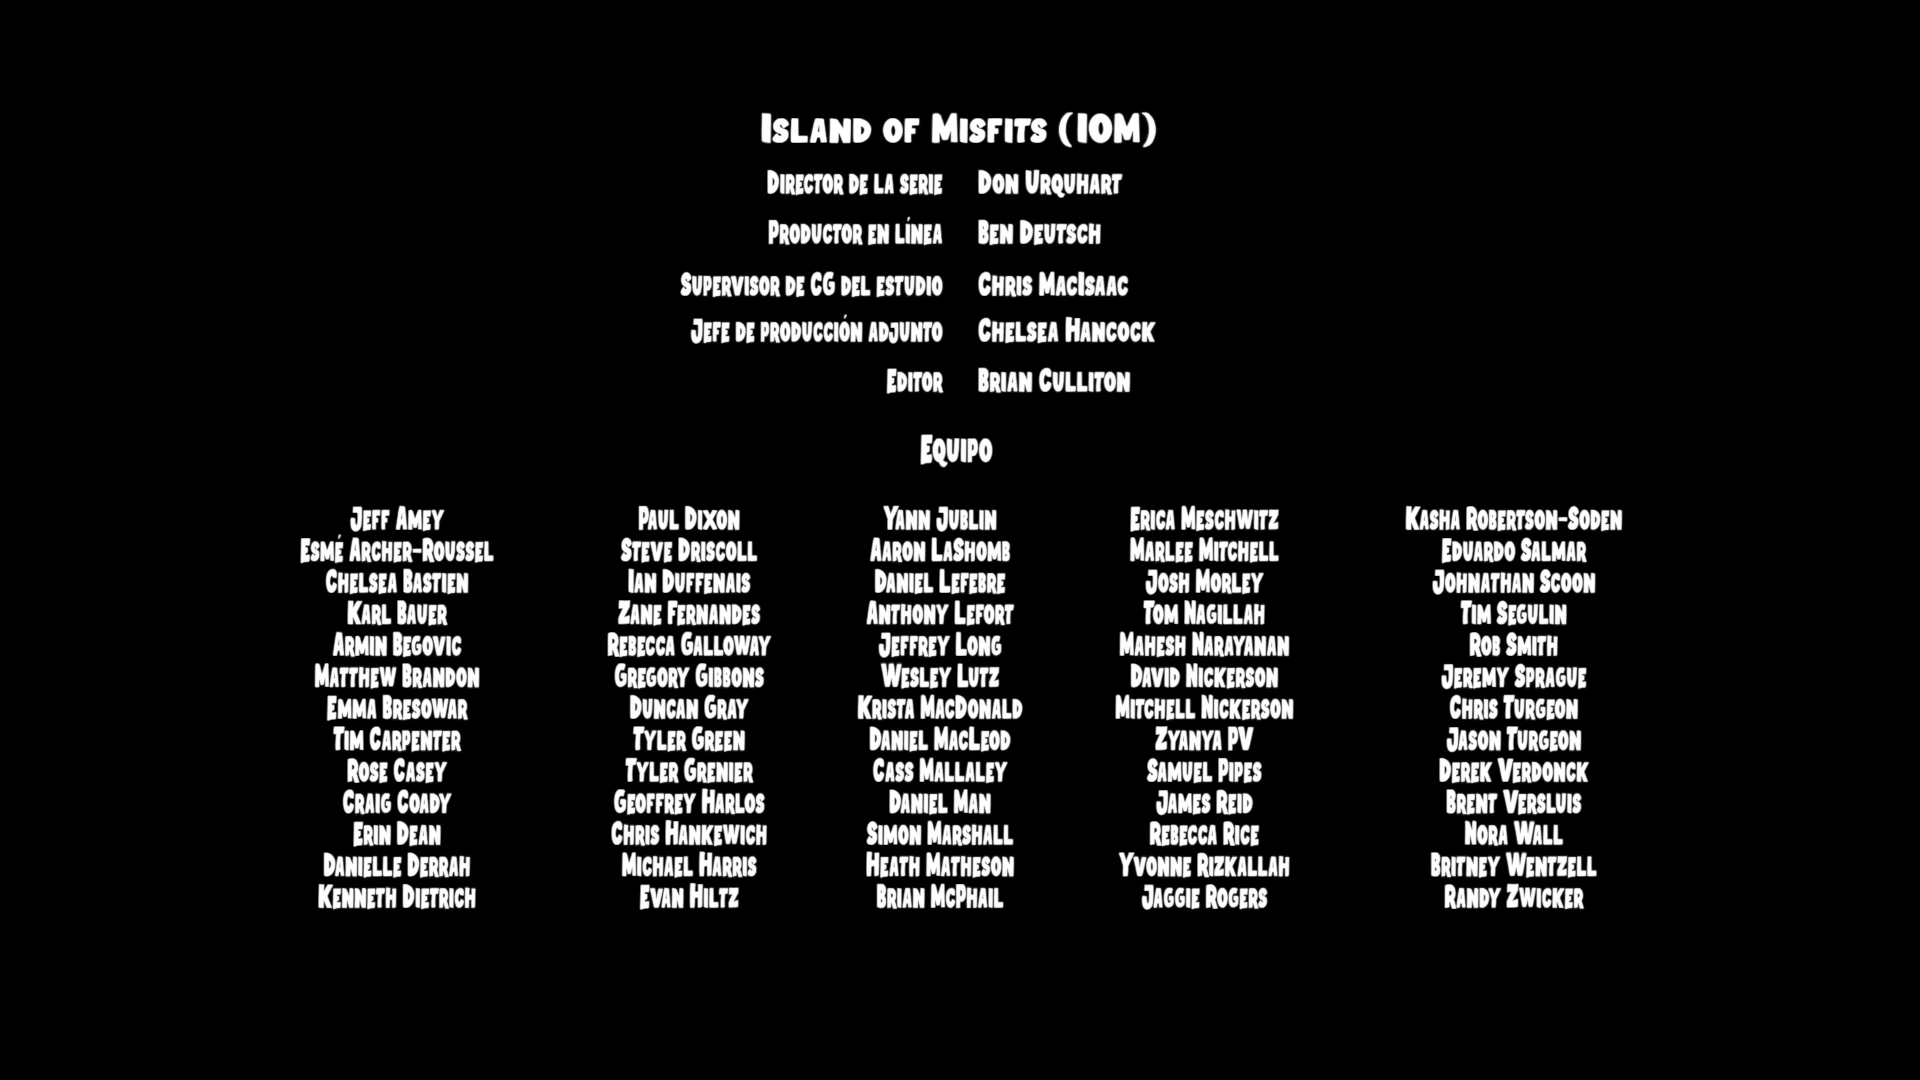 Island of Misfits (IOM)
Director de la serie Don Urquhart
Productor en línea Ben Deutsch
Supervisor de CG del estudio Chris MacIsaac
Jefe de producción adjunto Chelsea Hancock
Editor Brian Culliton
Equipo
Jeff Amey Paul Dixon Yann Jublin Erica Meschwitz Kasha Robertson-Soden
Esmé Archer-Roussel Steve Driscoll Aaron LaShomb Marlee Mitchell Eduardo Salmar
Chelsea Bastien Ian Duffenais Daniel Lefebre Josh Morley Johnathan Scoon
Karl Bauer Zane Fernandes Anthony Lefort Tom Nagillah Tim Segulin
Armin Begovic Rebecca Galloway Jeffrey Long Mahesh Narayanan Rob Smith
Matthew Brandon Gregory Gibbons Wesley Lutz David Nickerson Jeremy Sprague
Emma Bresowar Duncan Gray Krista MacDonald Mitchell Nickerson Chris Turgeon
Tim Carpenter Tyler Green Daniel MacLeod Zyanya PV Jason Turgeon
Rose Casey Tyler Grenier Cass Mallaley Samuel Pipes Derek Verdonck
Craig Coady Geoffrey Harlos Daniel Man James Reid Brent Versluis
Erin Dean Chris Hankewich Simon Marshall Rebecca Rice Nora Wall
Danielle Derrah Michael Harris Heath Matheson Yvonne Rizkallah Britney Wentzell
Kenneth Dietrich Evan Hiltz Brian McPhail Jaggie Rogers Randy Zwicker